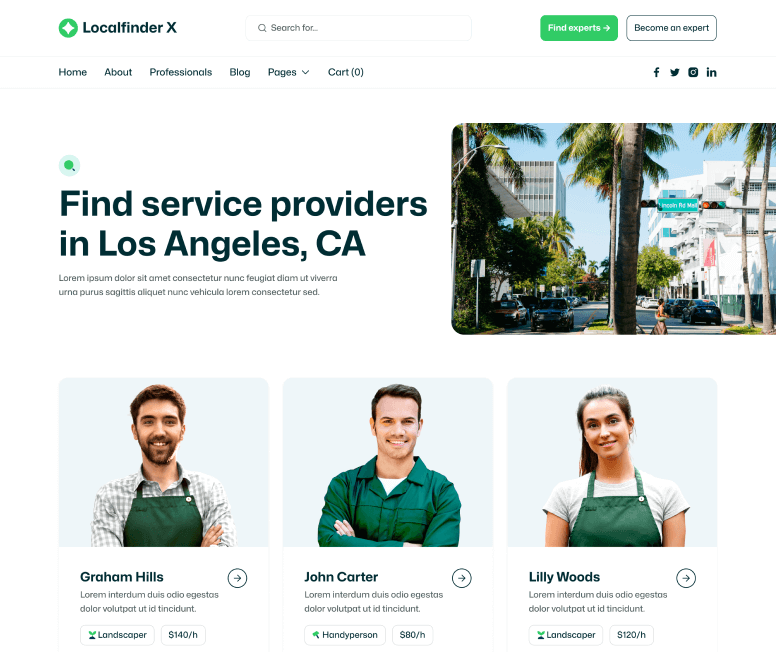 Localfinder X
Search for...
Find experts →
Become an expert
Home
About
Professionals
Blog
Pages
Cart (0)
Find service providers
in Los Angeles, CA
Lorem ipsum dolor sit amet consectetur nunc feugiat diam ut viverra
urna purus sagittis aliquet nunc vehicula lorem consectetur sed.
Lincoln Rd Mall
Graham Hills
Lorem interdum duis odio egestas
dolor volutpat ut id tincidunt.
Landscaper
$140/h
John Carter
Lorem interdum duis odio egestas
dolor volutpat ut id tincidunt.
Handyperson
$80/h
Lilly Woods
Lorem interdum duis odio egestas
dolor volutpat ut id tincidunt.
Landscaper
$120/h